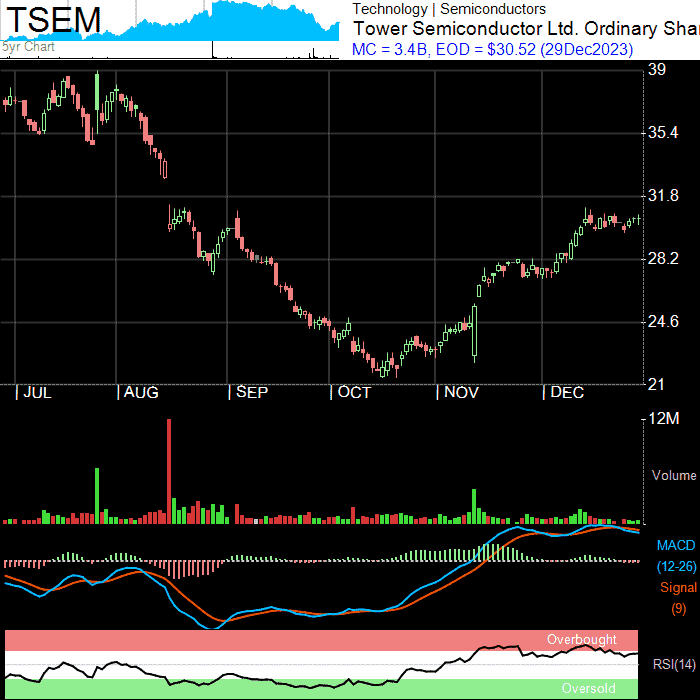 TSEM
5yr Chart
Technology | Semiconductors
Tower Semiconductor Ltd. Ordinary Shar
MC = 3.4B, EOD = $30.52 (29Dec2023)
39
35.4
31.8
28.2
24.6
21
JUL
AUG
SEP
OCT
NOV
DEC
12M
Volume
MACD
(12-26)
Signal
(9)
Overbought
RSI(14)
Oversold